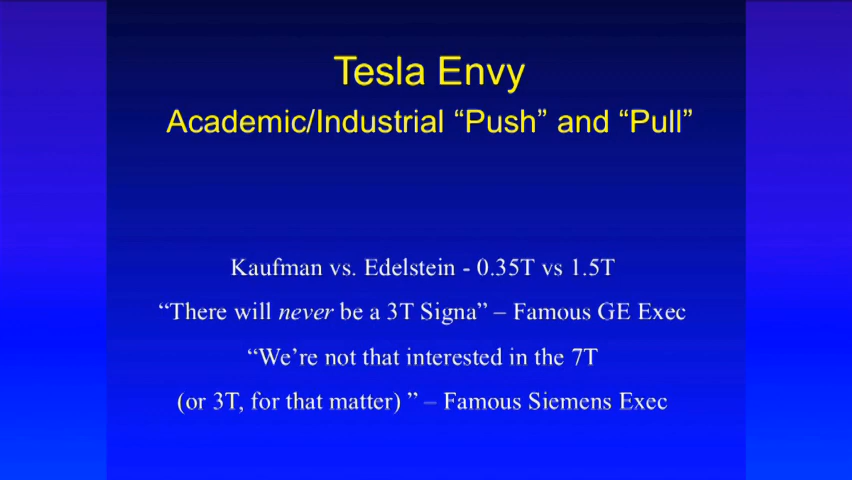 Tesla Envy
Academic/Industrial “Push” and “Pull”
Kaufman vs. Edelstein - 0.35T vs 1.5T
“There will never be a 3T Signa” – Famous GE Exec
“We’re not that interested in the 7T
(or 3T, for that matter) ” – Famous Siemens Exec